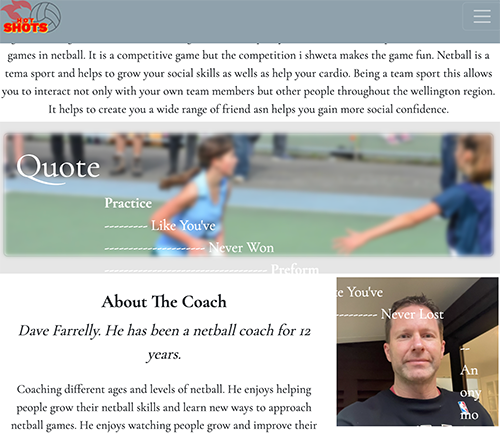 HOT
SHOTS
games in netball. It is a competitive game but the competition i shweta makes the game fun. Netball is a
tema sport and helps to grow your social skills as wells as help your cardio. Being a team sport this allows
you to interact not only with your own team members but other people throughout the wellington region.
It helps to create you a wide range of friend asn helps you gain more social confidence.
Quote
Practice
--------- Like You've
--------------------- Never Won
---------------------------------- Preform
te You've
---------- Never Lost
--
An
ony
mo
About The Coach
Dave Farrelly. He has been a netball coach for 12
years.
Coaching different ages and levels of netball. He enjoys helping
people grow their netball skills and learn new ways to approach
netball games. He enjoys watching people grow and improve their